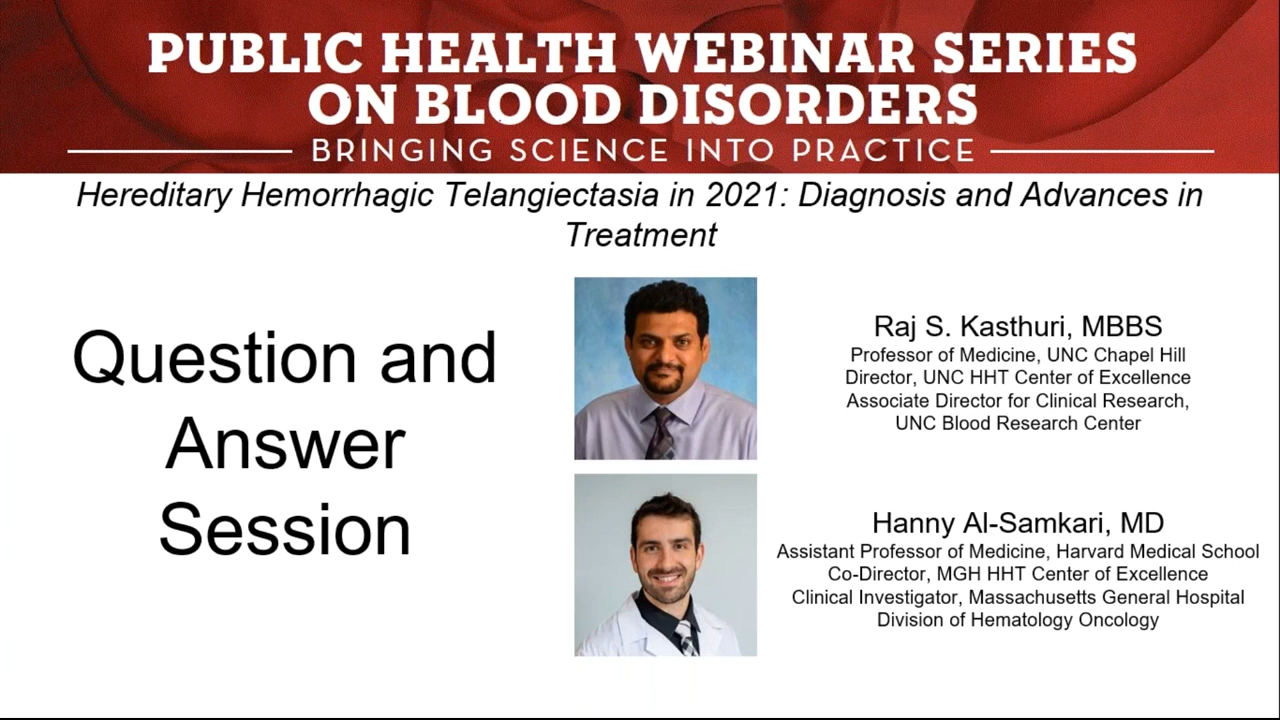 PUBLIC HEALTH WEBINAR SERIES
ON BLOOD DISORDERS
BRINGING SCIENCE INTO PRACTICE
Hereditary Hemorrhagic Telangiectasia in 2021: Diagnosis and Advances in
Treatment
Question and
Answer
Session
Raj S. Kasthuri, MBBS
Professor of Medicine, UNC Chapel Hill
Director, UNC HHT Center of Excellence
Associate Director for Clinical Research,
UNC Blood Research Center
Hanny Al-Samkari, MD
Assistant Professor of Medicine, Harvard Medical School
Co-Director, MGH HHT Center of Excellence
Clinical Investigator, Massachusetts General Hospital
Division of Hematology Oncology